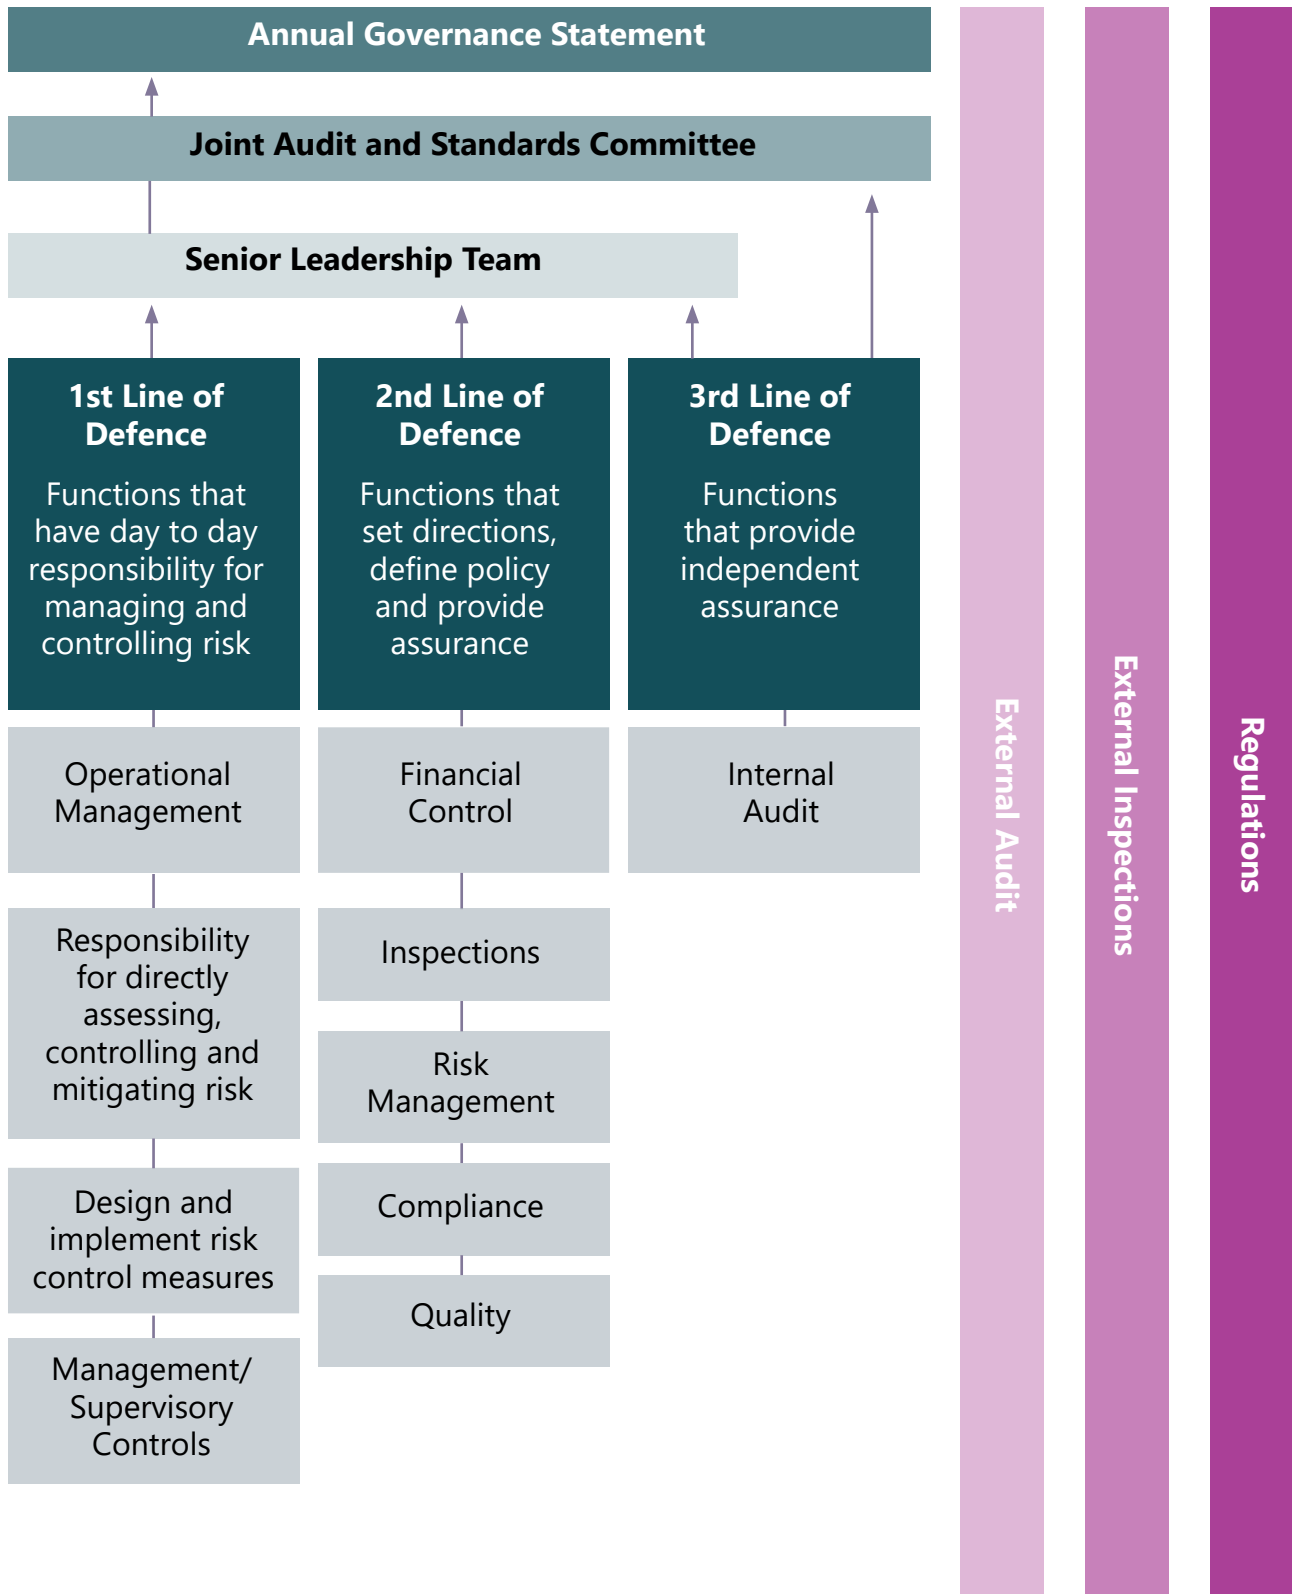 Annual Governance Statement
Joint Audit and Standards Committee
Senior Leadership Team
1st Line of
Defence
Functions that
have day to day
responsibility for
managing and
controlling risk
Operational
Management
Responsibility
for directly
assessing,
controlling and
mitigating risk
Design and
implement risk
control measures
Management/
Supervisory
Controls
2nd Line of
Defence
Functions that
set directions,
define policy
and provide
assurance
Financial
Control
Inspections
Risk
Management
Compliance
Quality
3rd Line of
Defence
Functions
that provide
independent
assurance
Internal
Audit
External Audit
External Inspections
Regulations